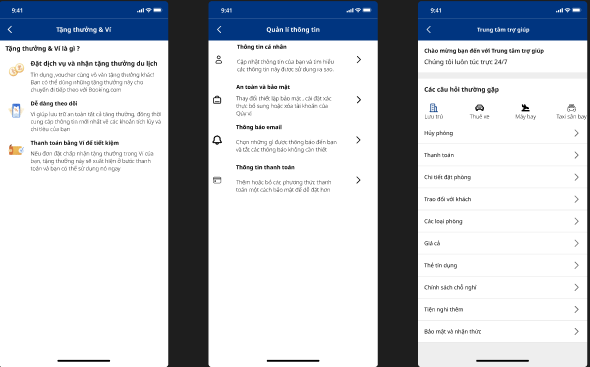 9:41
Tặng thưởng & Ví
Tặng thưởng & Ví là gì ?
Đặt dịch vụ và nhận tặng thưởng du lịch
Tín dụng ,voucher cùng vô vàn tặng thưởng khác!
Bạn có thể dùng những tặng thưởng này cho
chuyến đi tiếp theo với Booking.com
Dễ dàng theo dõi
Ví giúp lưu trữ an toàn tất cả tặng thưởng, đồng thời
cung cấp thông tin mới nhất về các khoản tích lũy và
chi tiêu của bạn
Thanh toán bằng Ví để tiết kiệm
Nếu đơn đặt chấp nhận tặng thưởng trong Ví của
bạn, tặng thưởng này sẽ xuất hiện ở bước thanh
toán và bạn có thể sử dụng nó ngay
9:41
Quản lí thông tin
Thông tin cá nhân
Cập nhật thông tin của bạn và tìm hiểu
các thông tin này được sử dụng ra sao.
An toàn và bảo mật
Thay đổi thiết lập bảo mật , cài đặt xác
thực bổ sung hoặc xóa tài khoản của
Qúy vị
Thông báo email
Chọn những gì được thông báo đến bạn
và tắt các thông báo không cần thiết
Thông tin thanh toán
Thêm hoặc bỏ các phương thức thanh
toán một cách bảo mật để dễ đặt hơn
9:41
Trung tâm trợ giúp
Chào mừng bạn đến với Trung tâm trợ giúp
Chúng tôi luôn túc trực 24/7
Các câu hỏi thường gặp
Lưu trú
Thuê xe
Máy bay
Taxi sân bay
Hủy phòng
Thanh toán
Chi tiết đặt phòng
Trao đổi với khách
Các loại phòng
Giá cả
Thẻ tín dụng
Chính sách chỗ nghỉ
Tiện nghi thêm
Bảo mật và nhận thức